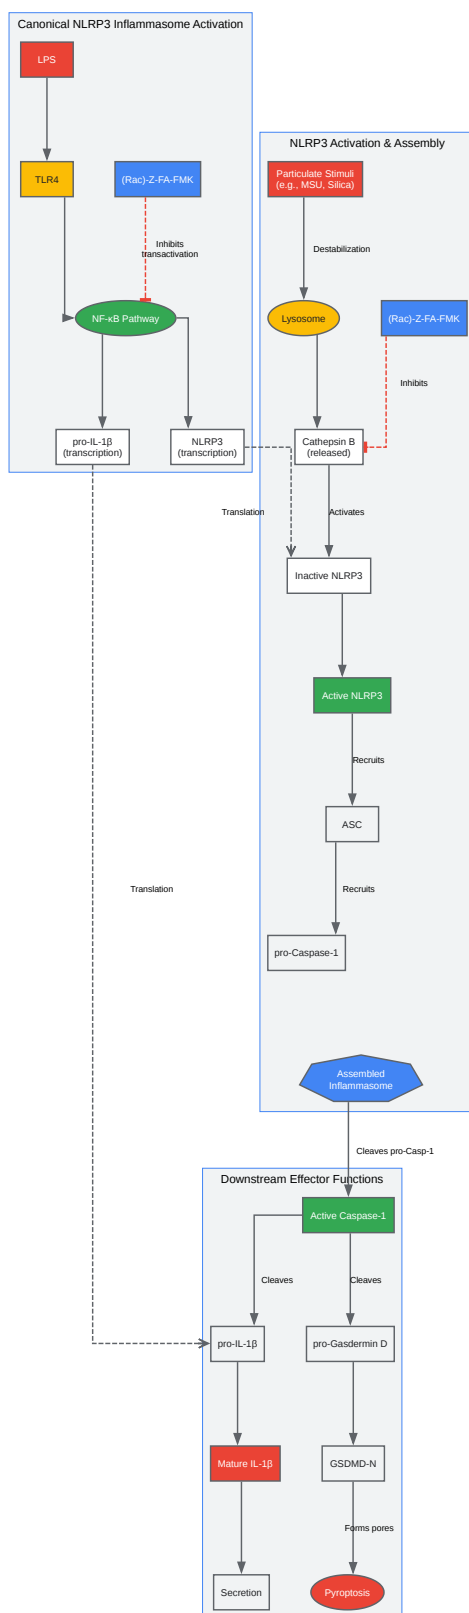 Canonical NLRP3 Inflammasome Activation
LPS
TLR4
(Rac)-Z-FA-FMK
Inhibits
transactivation
NF-κB Pathway
pro-IL-1β
(transcription)
NLRP3
(transcription)
NLRP3 Activation & Assembly
Particulate Stimuli
(e.g., MSU, Silica)
Destabilization
Lysosome
(Rac)-Z-FA-FMK
Inhibits
Cathepsin B
(released)
Translation
Activates
Inactive NLRP3
Active NLRP3
Recruits
ASC
Translation
Recruits
pro-Caspase-1
Assembled
Inflammasome
Cleaves pro-Casp-1
Downstream Effector Functions
Active Caspase-1
Cleaves
Cleaves
pro-IL-1β
pro-Gasdermin D
Mature IL-1β
GSDMD-N
Forms pores
Secretion
Pyroptosis